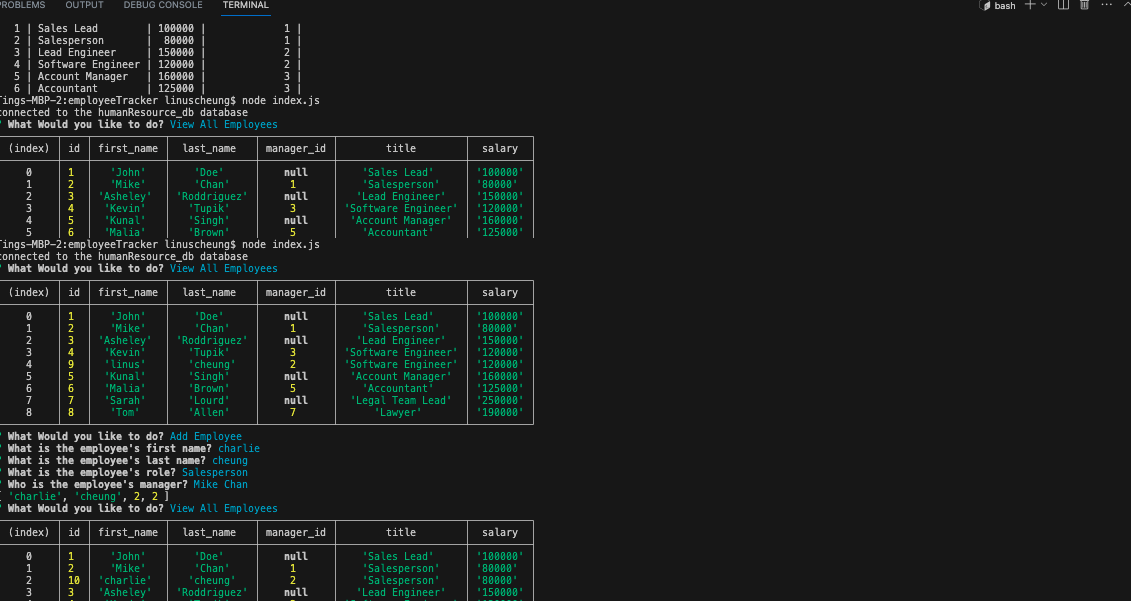 PROBLEMS OUTPUT DEBUG CONSOLE TERMINAL bash
1 | Sales Lead | 100000 | 1 |
2 | Salesperson | 80000 | 1 |
3 | Lead Engineer | 150000 | 2 |
4 | Software Engineer | 120000 | 2 |
5 | Account Manager | 160000 | 3 |
6 | Accountant | 125000 | 3 |
Tings-MBP-2:employeeTracker linuscheung$ node index.js
connected to the humanResource_db database
? What Would you like to do? View All Employees
(index) id first_name last_name manager_id title salary
0 1 'John' 'Doe' null 'Sales Lead' '100000'
1 2 'Mike' 'Chan' 1 'Salesperson' '80000'
2 3 'Asheley' 'Roddriguez' null 'Lead Engineer' '150000'
3 4 'Kevin' 'Tupik' 3 'Software Engineer' '120000'
4 5 'Kunal' 'Singh' null 'Account Manager' '160000'
5 6 'Malia' 'Brown' 5 'Accountant' '125000'
Tings-MBP-2:employeeTracker linuscheung$ node index.js
connected to the humanResource_db database
? What Would you like to do? View All Employees
(index) id first_name last_name manager_id title salary
0 1 'John' 'Doe' null 'Sales Lead' '100000'
1 2 'Mike' 'Chan' 1 'Salesperson' '80000'
2 3 'Asheley' 'Roddriguez' null 'Lead Engineer' '150000'
3 4 'Kevin' 'Tupik' 3 'Software Engineer' '120000'
4 9 'linus' 'cheung' 2 'Software Engineer' '120000'
5 5 'Kunal' 'Singh' null 'Account Manager' '160000'
6 6 'Malia' 'Brown' 5 'Accountant' '125000'
7 7 'Sarah' 'Lourd' null 'Legal Team Lead' '250000'
8 8 'Tom' 'Allen' 7 'Lawyer' '190000'
? What Would you like to do? Add Employee
? What is the employee's first name? charlie
? What is the employee's last name? cheung
? What is the employee's role? Salesperson
? Who is the employee's manager? Mike Chan
[ 'charlie', 'cheung', 2, 2 ]
? What Would you like to do? View All Employees
(index) id first_name last_name manager_id title salary
0 1 'John' 'Doe' null 'Sales Lead' '100000'
1 2 'Mike' 'Chan' 1 'Salesperson' '80000'
2 10 'charlie' 'cheung' 2 'Salesperson' '80000'
3 3 'Asheley' 'Roddriguez' null 'Lead Engineer' '150000'